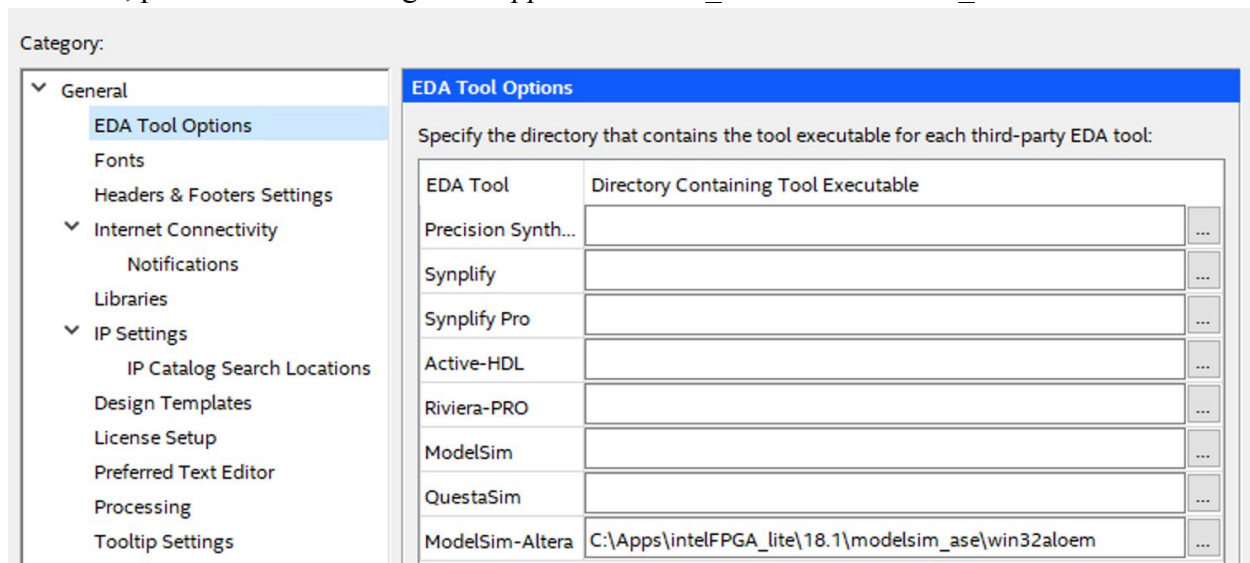 Category:
General
EDA Tool Options
Fonts
Headers & Footers Settings
Internet Connectivity
Notifications
Libraries
IP Settings
IP Catalog Search Locations
Design Templates
License Setup
Preferred Text Editor
Processing
Tooltip Settings
EDA Tool Options
Specify the directory that contains the tool executable for each third-party EDA tool:
EDA Tool Directory Containing Tool Executable
Precision Synth... ...
Synplify ...
Synplify Pro ...
Active-HDL ...
Riviera-PRO ...
ModelSim ...
QuestaSim ...
ModelSim-Altera C:\Apps\intelFPGA_lite\18.1\modelsim_ase\win32aloem ...